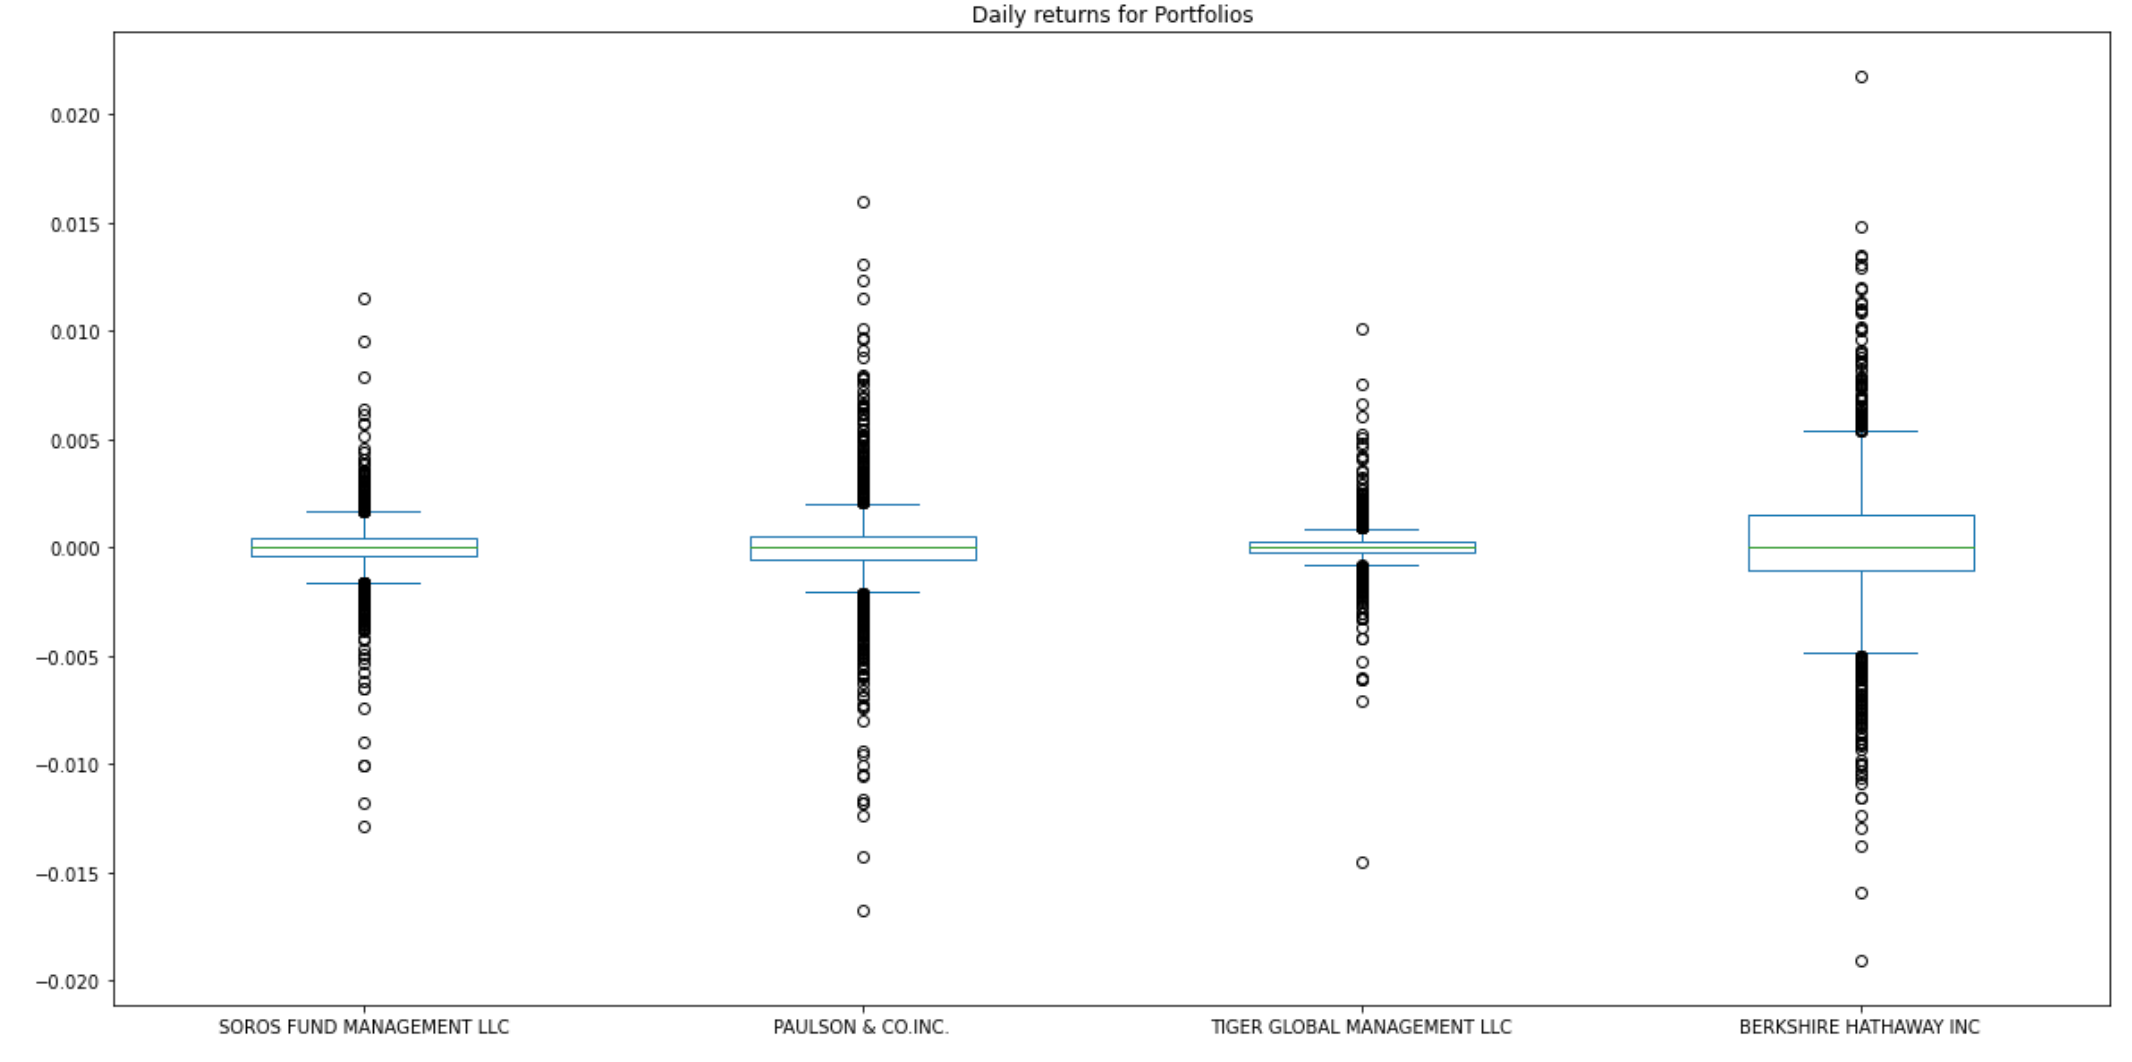 Daily returns for Portfolios
0.020
0.015
0.010
0.005
0.000
−0.005
−0.010
−0.015
−0.020
SOROS FUND MANAGEMENT LLC
PAULSON & CO.INC.
TIGER GLOBAL MANAGEMENT LLC
BERKSHIRE HATHAWAY INC